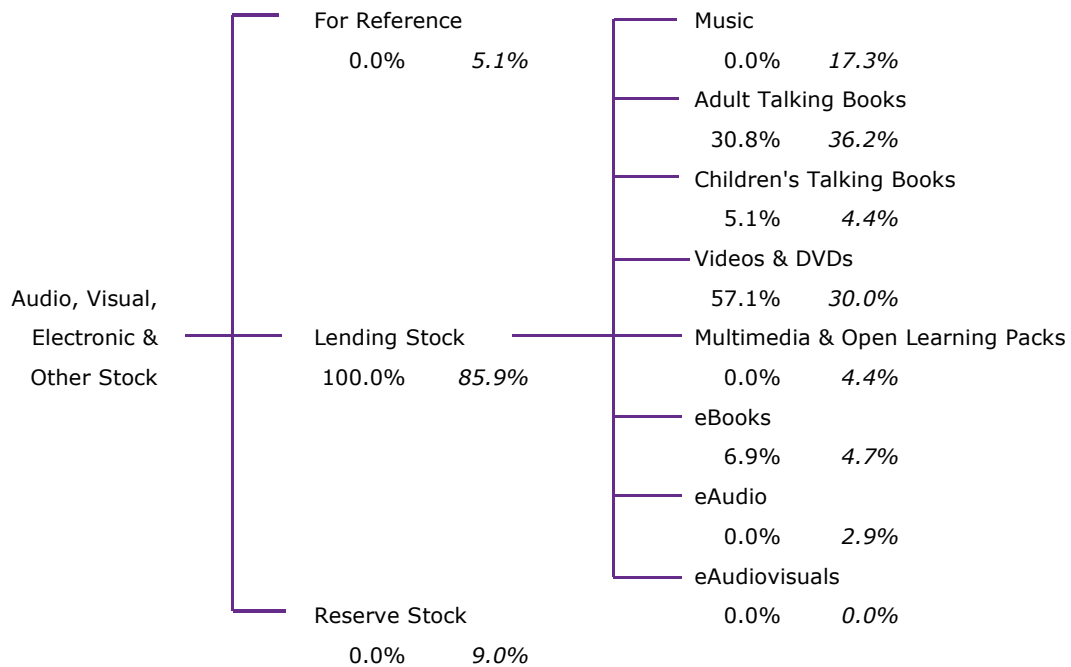 Audio, Visual,
Electronic &
Other Stock
For Reference
0.0% 5.1%
Lending Stock
100.0% 85.9%
Reserve Stock
0.0% 9.0%
Music
0.0% 17.3%
Adult Talking Books
30.8% 36.2%
Children's Talking Books
5.1% 4.4%
Videos & DVDs
57.1% 30.0%
Multimedia & Open Learning Packs
0.0% 4.4%
eBooks
6.9% 4.7%
eAudio
0.0% 2.9%
eAudiovisuals
0.0% 0.0%